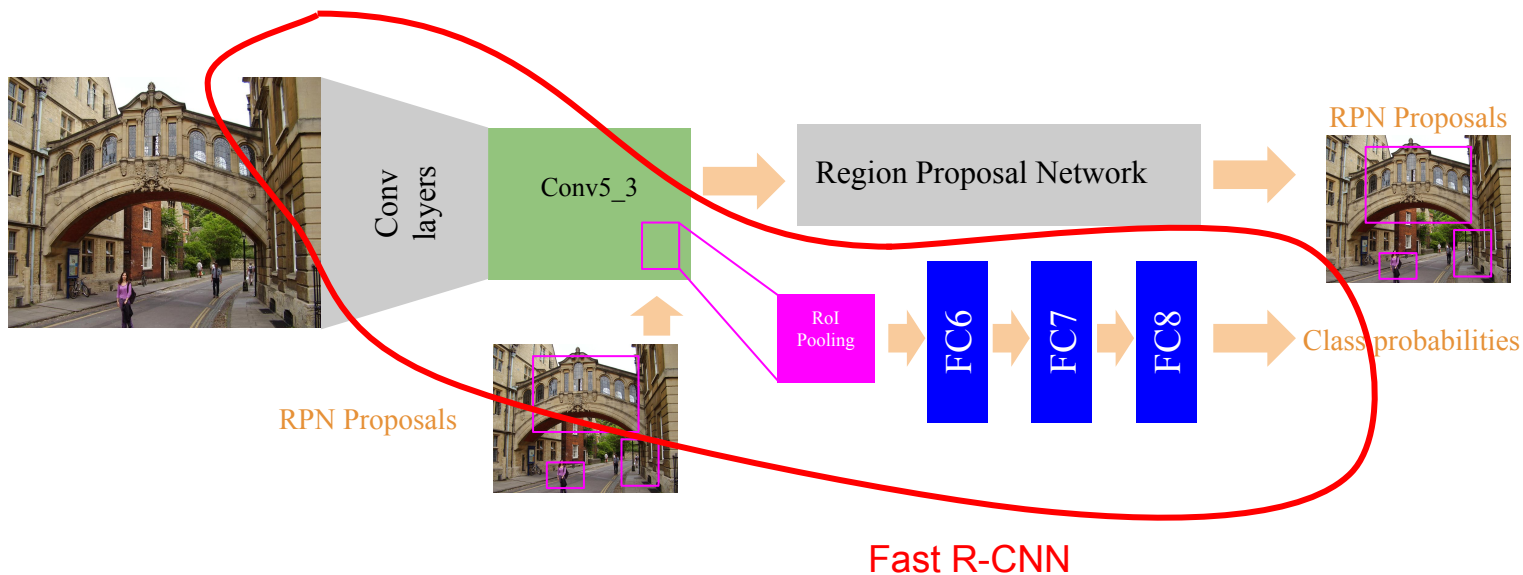 RPN Proposals
Conv
layers
Conv5_3
Region Proposal Network
RoI
Pooling
FC6
FC7
FC8
Class probabilities
RPN Proposals
Fast R-CNN